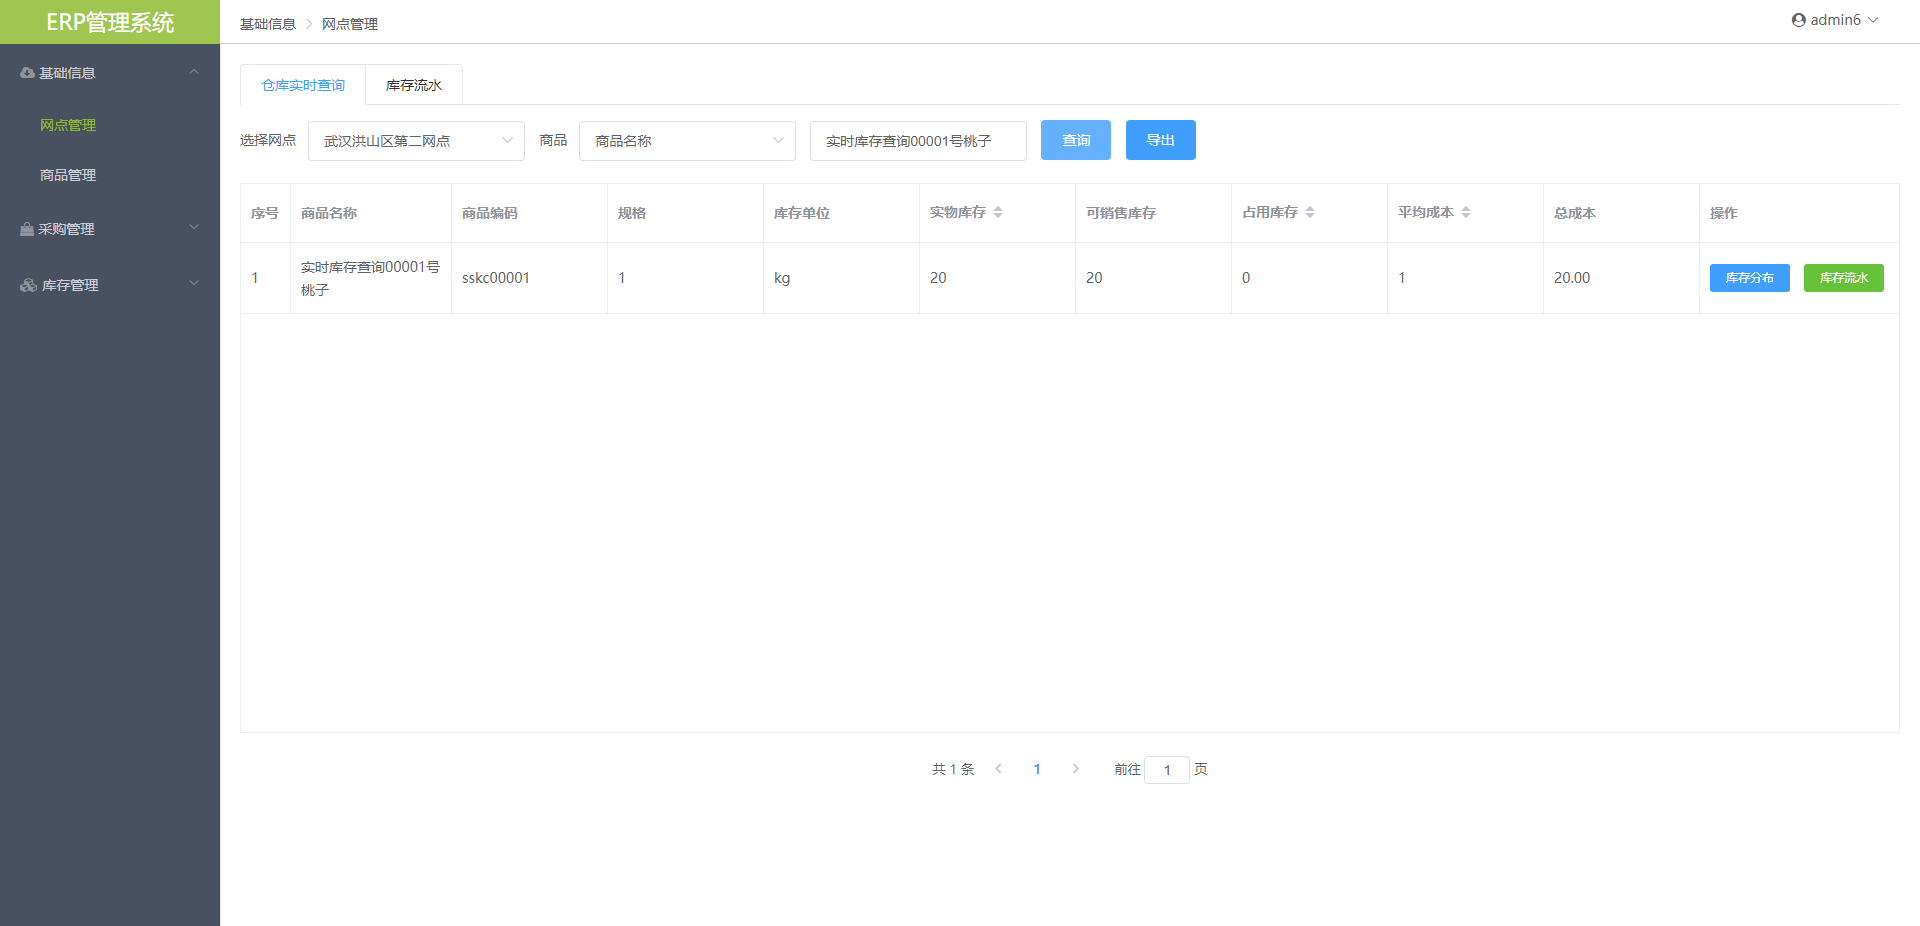 ERP管理系统
基础信息
网点管理
商品管理
采购管理
库存管理
基础信息 > 网点管理
admin6
仓库实时查询 库存流水
选择网点 武汉洪山区第二网点 商品 商品名称 实时库存查询00001号桃子 查询 导出
序号 商品名称 商品编码 规格 库存单位 实物库存 可销售库存 占用库存 平均成本 总成本 操作
1 实时库存查询00001号 sskc00001 1 kg 20 20 0 1 20.00 库存分布 库存流水
桃子
共 1 条 < 1 > 前往 1 页